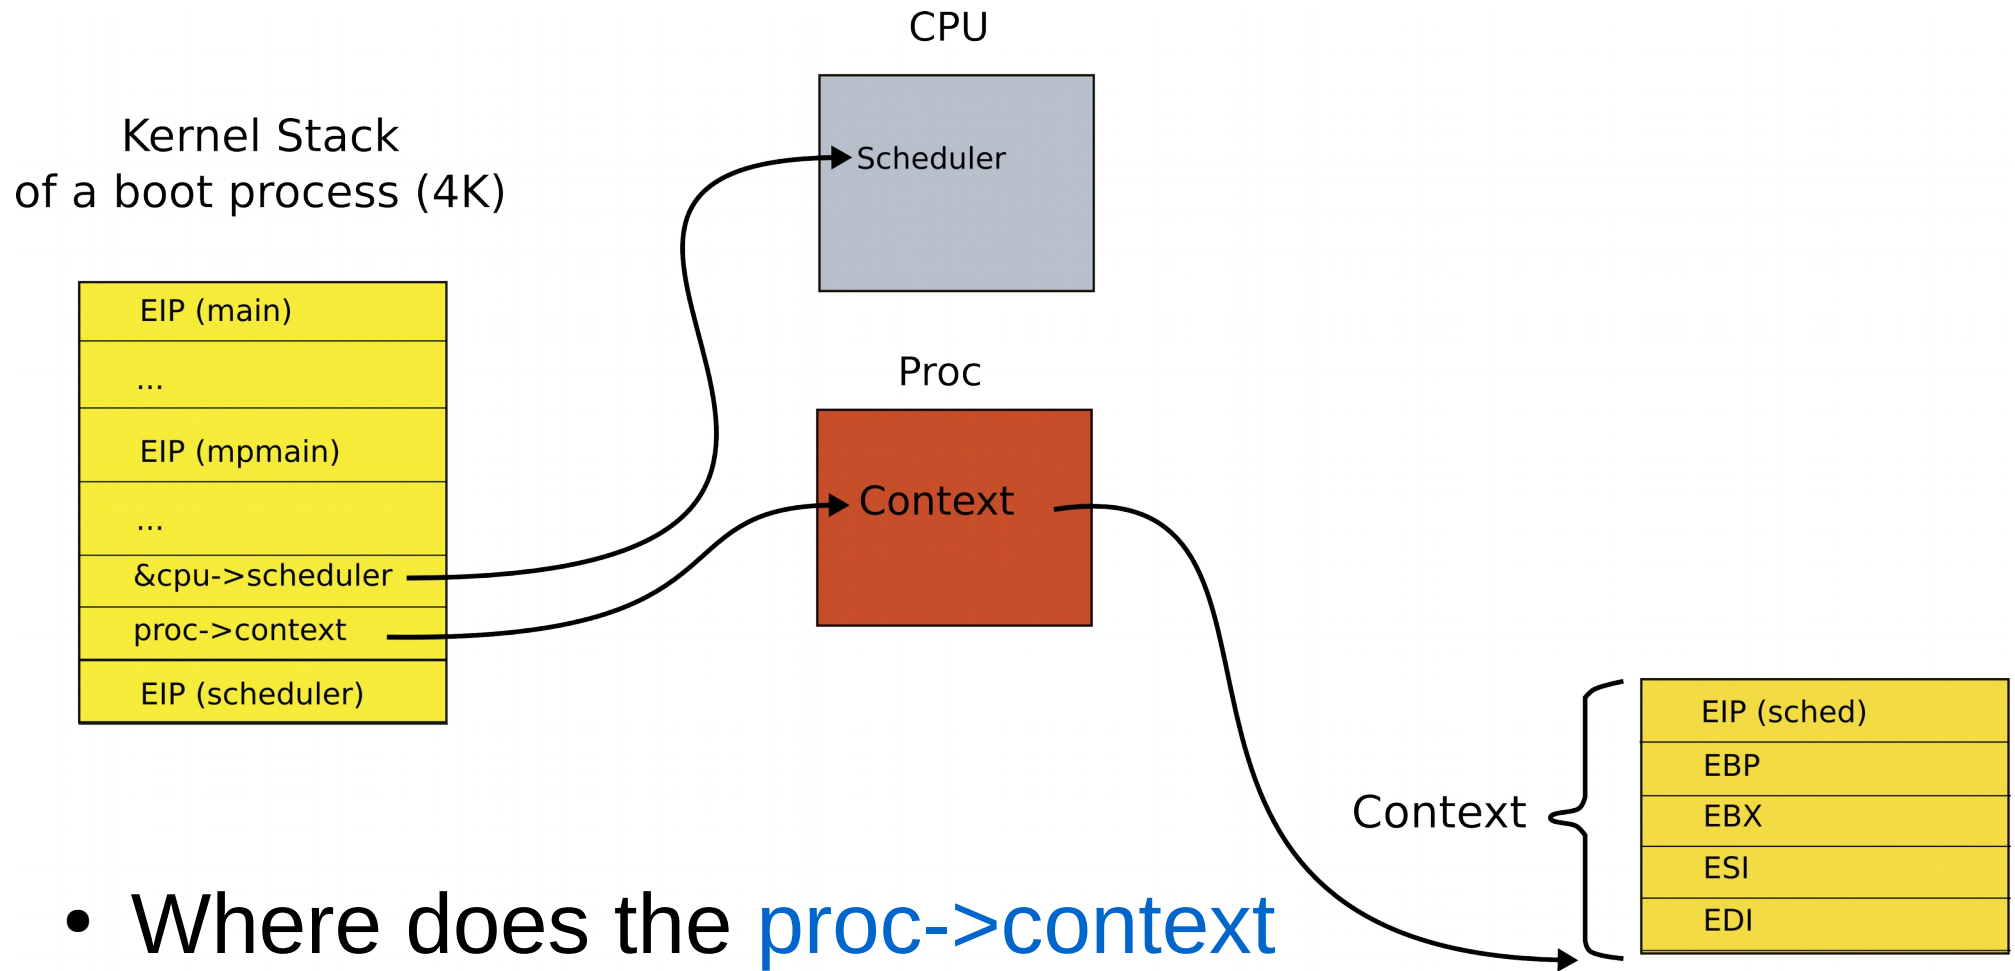 CPU
Scheduler
Kernel Stack
of a boot process (4K)
EIP (main)
...
EIP (mpmain)
...
&cpu->scheduler
proc->context
EIP (scheduler)
Proc
Context
Context
EIP (sched)
EBP
EBX
ESI
EDI
• Where does the proc->context